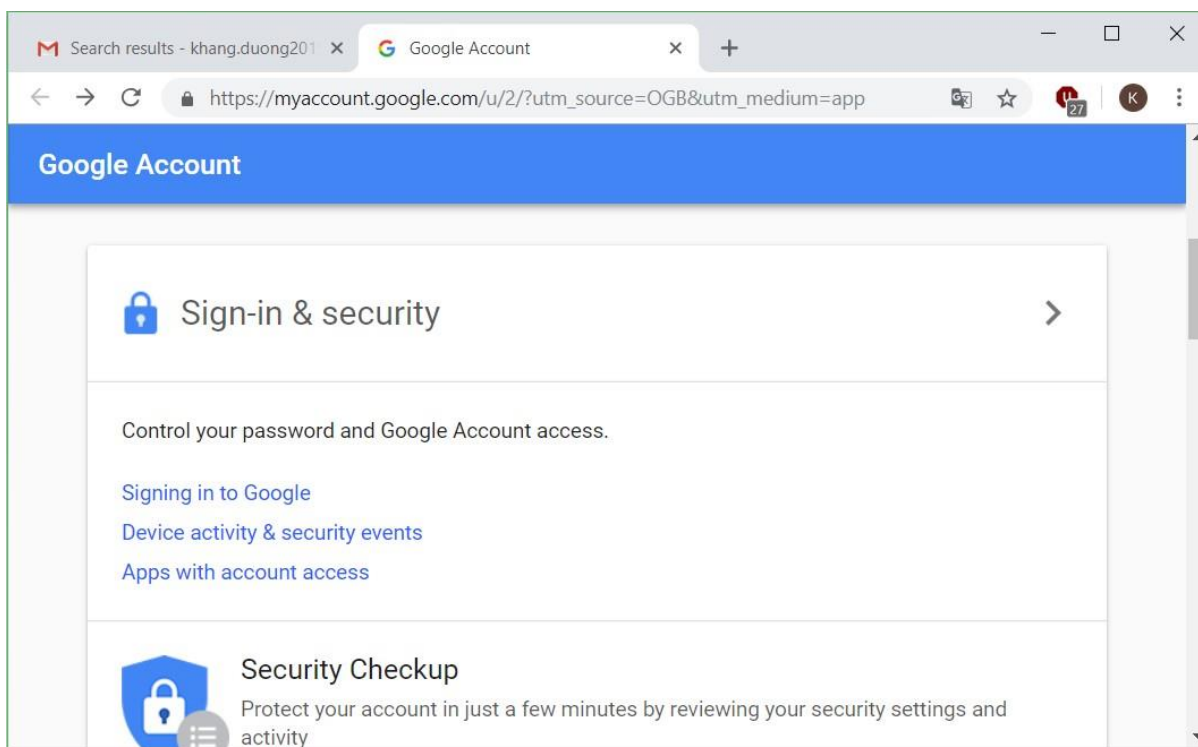 Search results - khang.duong201
Google Account
https://myaccount.google.com/u/2/?utm_source=OGB&utm_medium=app
27
K
Google Account
Sign-in & security
Control your password and Google Account access.
Signing in to Google
Device activity & security events
Apps with account access
Security Checkup
Protect your account in just a few minutes by reviewing your security settings and
activity